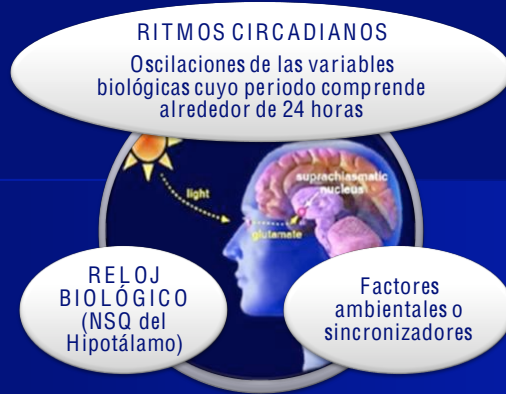 RITMOS CIRCADIANOS
Oscilaciones de las variables
biológicas cuyo periodo comprende
alrededor de 24 horas
suprachiasmatic
nucleus
light
glutamate
RELOJ
BIOLÓGICO
(NSQ del
Hipotálamo)
Factores
ambientales o
sincronizadores